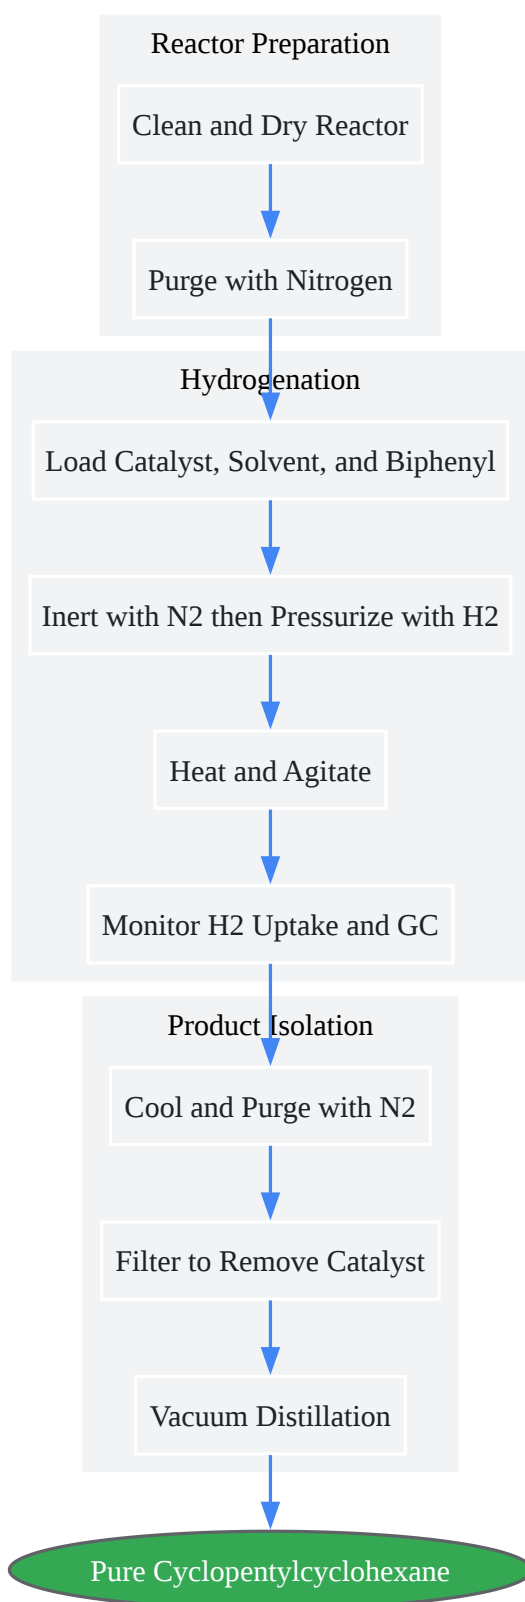 Reactor Preparation
Clean and Dry Reactor
Purge with Nitrogen
Hydrogenation
Load Catalyst, Solvent, and Biphenyl
Inert with N2 then Pressurize with H2
Heat and Agitate
Monitor H2 Uptake and GC
Product Isolation
Cool and Purge with N2
Filter to Remove Catalyst
Vacuum Distillation
Pure Cyclopentylcyclohexane